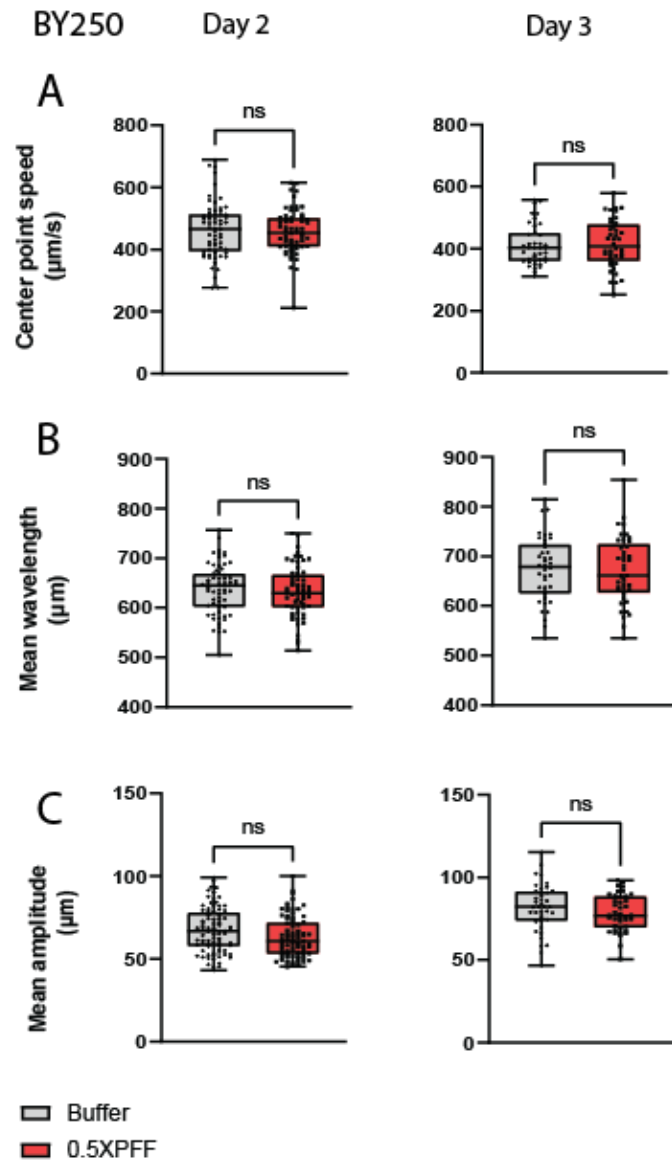 BY250 Day 2 Day 3
A
ns
ns
800
600
400
200
0
Center point speed
(µm/s)
800
600
400
200
0
B
ns
ns
900
800
700
600
500
400
Mean wavelength
(µm)
900
800
700
600
500
400
C
ns
ns
150
100
50
0
Mean amplitude
(µm)
150
100
50
0
Buffer
0.5XPFF